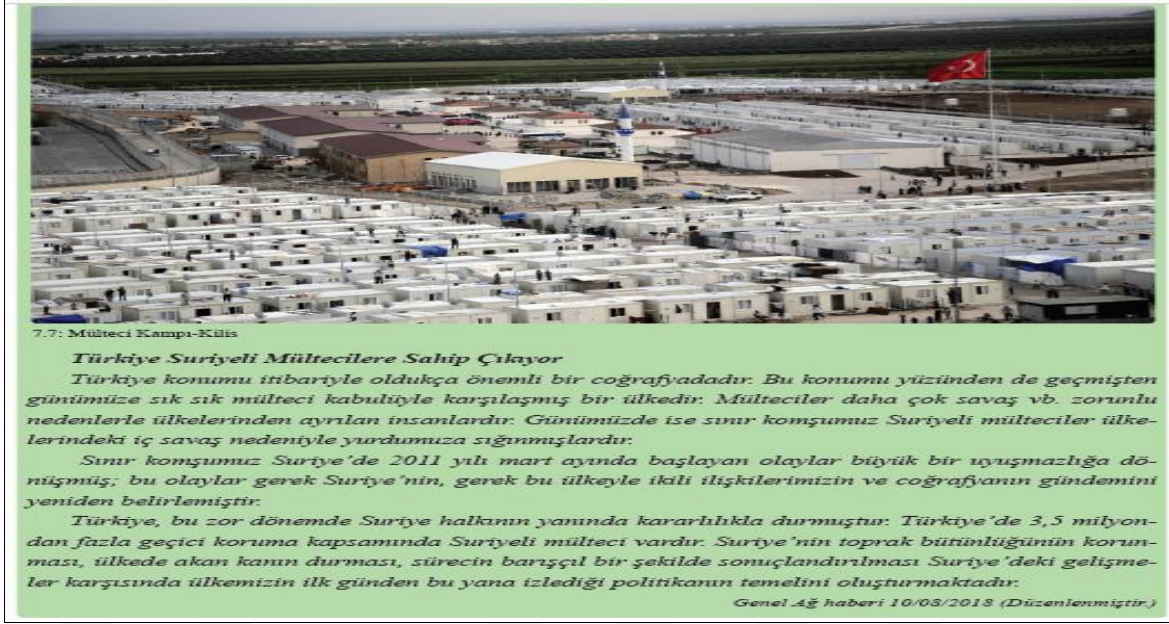 7.7: Mülteci Kampı-Kilis
Türkiye Suriyeli Mültecilere Sahip Çıkıyor
Türkiye konumu itibariyle oldukça önemli bir coğrafyadadır. Bu konumu yüzünden de geçmişten
günümüze sık sık mülteci kabulüyle karşılaşmış bir ülkedir. Mülteciler daha çok savaş vb. zorunlu
nedenlerle ülkelerinden ayrılan insanlardır. Günümüzde ise sınır komşumuz Suriyeli mülteciler ülke-
lerindeki iç savaş nedeniyle yurdumuza sığınmışlardır.
Sınır komşumuz Suriye’de 2011 yılı mart ayında başlayan olaylar büyük bir uyuşmazlığa dö-
nüşmüş; bu olaylar gerek Suriye’nin, gerek bu ülkeyle ikili ilişkilerimizin ve coğrafyanın gündemini
yeniden belirlemiştir.
Türkiye, bu zor dönemde Suriye halkının yanında kararlılıkla durmuştur. Türkiye’de 3,5 milyon-
dan fazla geçici koruma kapsamında Suriyeli mülteci vardır. Suriye’nin toprak bütünlüğünün korun-
ması, ülkede akan kanın durması, sürecin barışçıl bir şekilde sonuçlandırılması Suriye’deki gelişme-
ler karşısında ülkemizin ilk günden bu yana izlediği politikanın temelini oluşturmaktadır.
Genel Ağ haberi 10/08/2018 (Düzenlenmiştir.)